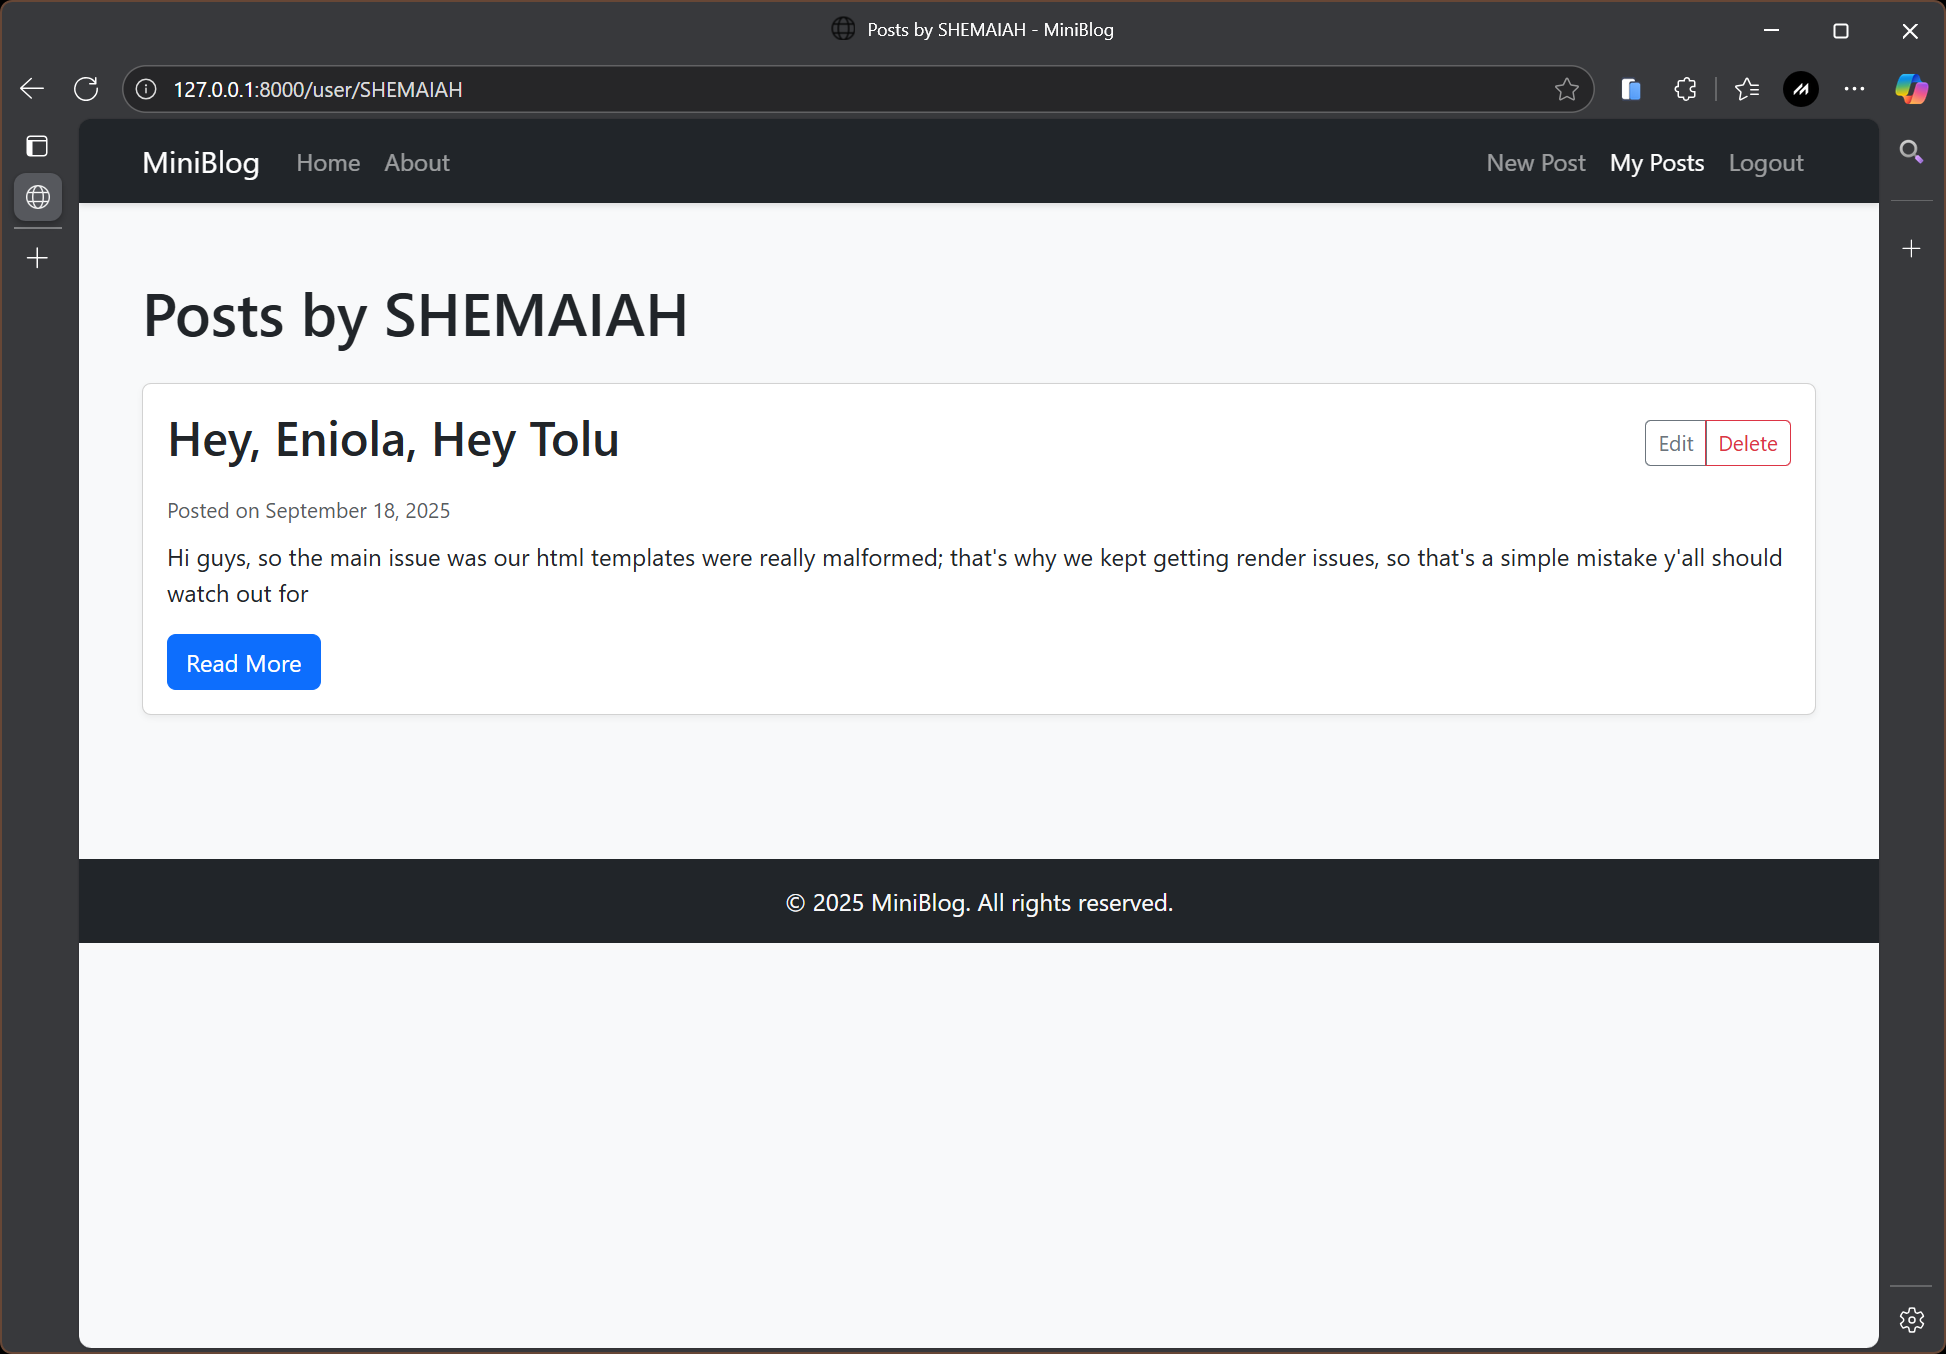 Posts by SHEMAIAH - MiniBlog
127.0.0.1:8000/user/SHEMAIAH
MiniBlog Home About New Post My Posts Logout
Posts by SHEMAIAH
Hey, Eniola, Hey Tolu
Edit Delete
Posted on September 18, 2025
Hi guys, so the main issue was our html templates were really malformed; that's why we kept getting render issues, so that's a simple mistake y'all should
watch out for
Read More
© 2025 MiniBlog. All rights reserved.